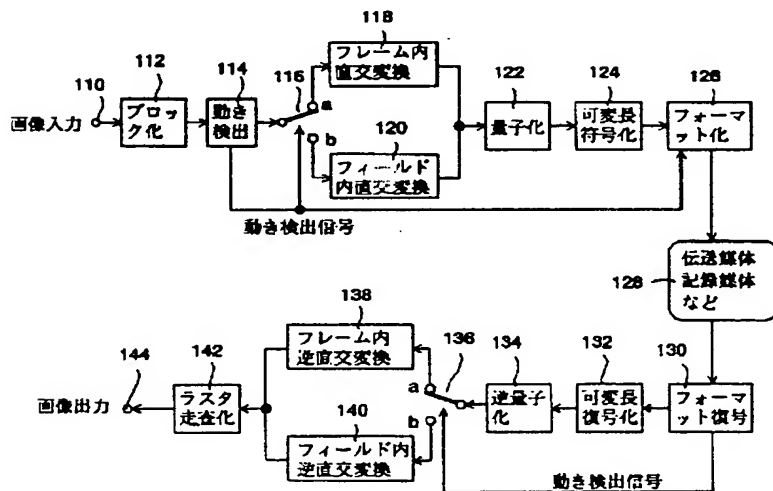 118
フレーム内
直交変換
112
114
116
a
110
ブロッ
ク化
動き
検出
画像入力
122
124
126
量子化
可変長
符号化
フォーマ
ット化
b
120
フィールド
内直交変換
動き検出信号
伝送媒体
記録媒体
など
128
138
フレーム内
逆直交変換
136
134
132
130
144
142
a
画像出力
ラスタ
走査化
逆量子
化
可変長
復号化
フォーマ
ット復号
b
140
フィールド内
逆直交変換
動き検出信号